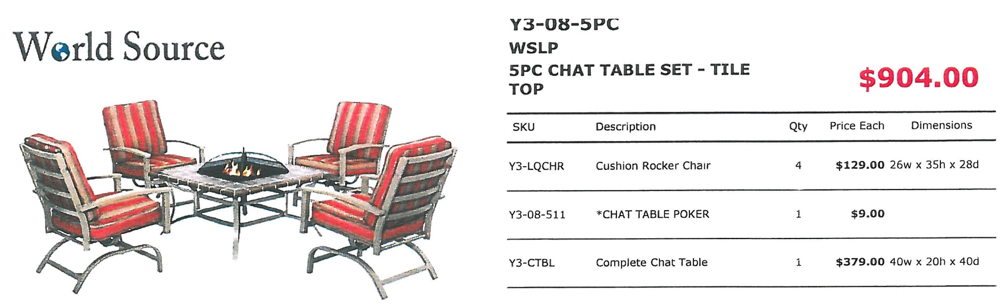 World Source
Y3-08-5PC
WSLP
5PC CHAT TABLE SET - TILE
TOP
$904.00
SKU Description Qty Price Each Dimensions
Y3-LQCHR Cushion Rocker Chair 4 $129.00 26w x 35h x 28d
Y3-08-511 *CHAT TABLE POKER 1 $9.00
Y3-CTBL Complete Chat Table 1 $379.00 40w x 20h x 40d